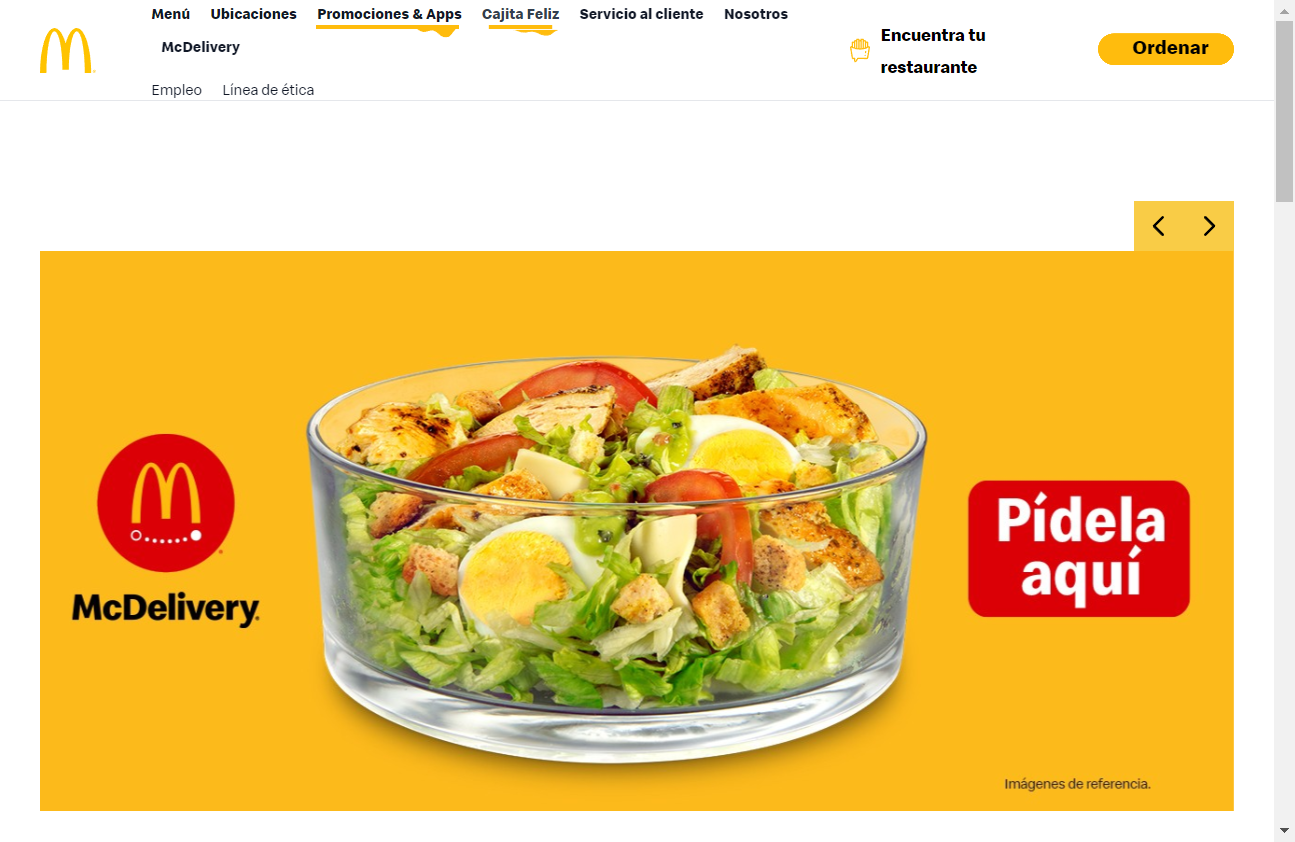 Menú Ubicaciones Promociones & Apps Cajita Feliz Servicio al cliente Nosotros
McDelivery
Empleo Línea de ética
Encuentra tu
restaurante
Ordenar
McDelivery
Pídela
aquí
Imágenes de referencia.